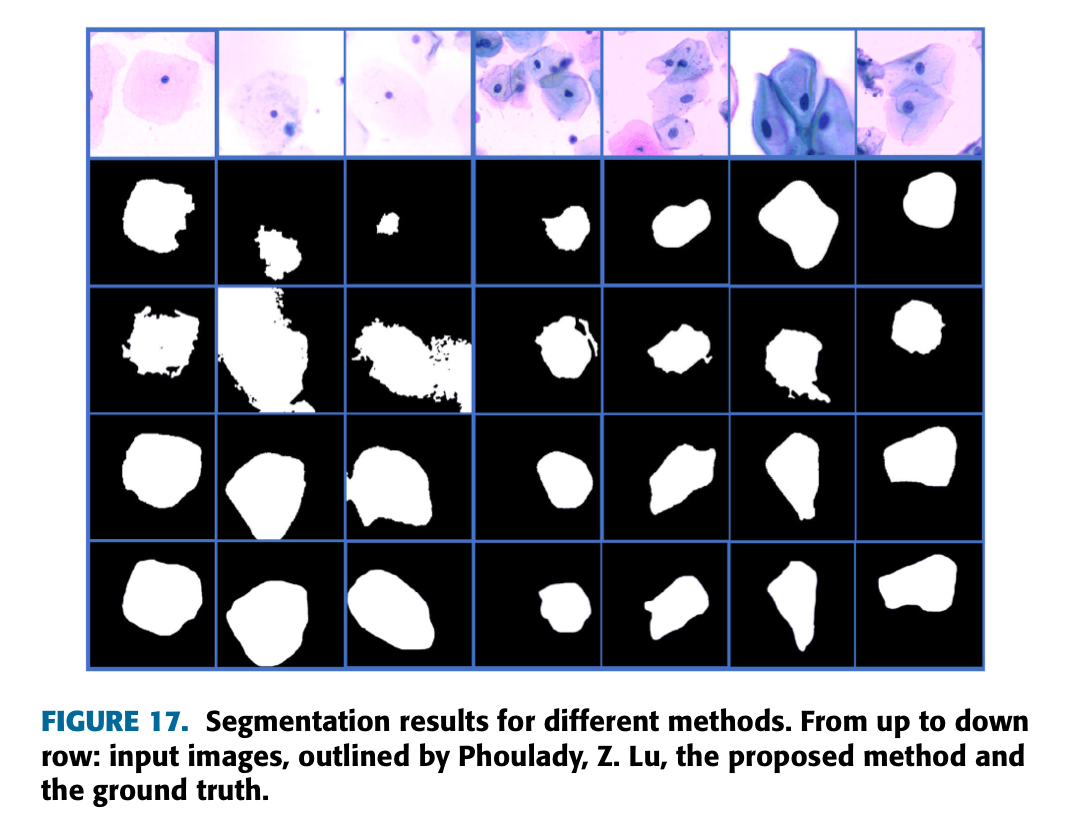 FIGURE 17. Segmentation results for different methods. From up to down
row: input images, outlined by Phoulady, Z. Lu, the proposed method and
the ground truth.